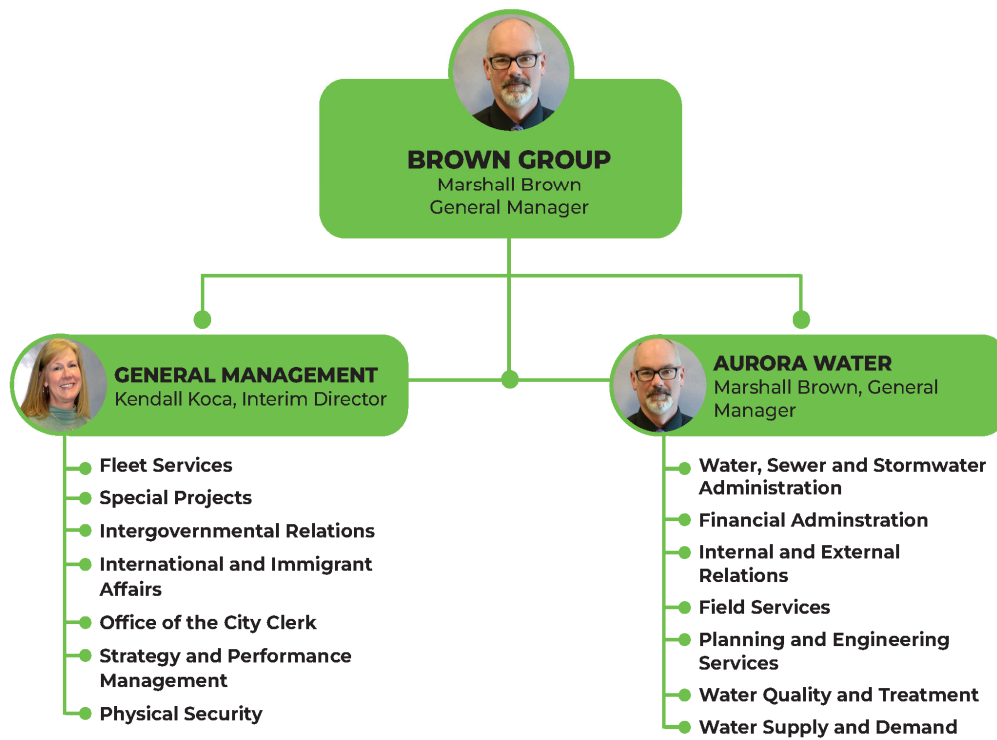 BROWN GROUP
Marshall Brown
General Manager
GENERAL MANAGEMENT
Kendall Koca, Interim Director
Fleet Services
Special Projects
Intergovernmental Relations
International and Immigrant
Affairs
Office of the City Clerk
Strategy and Performance
Management
Physical Security
AURORA WATER
Marshall Brown, General
Manager
Water, Sewer and Stormwater
Administration
Financial Adminstration
Internal and External
Relations
Field Services
Planning and Engineering
Services
Water Quality and Treatment
Water Supply and Demand